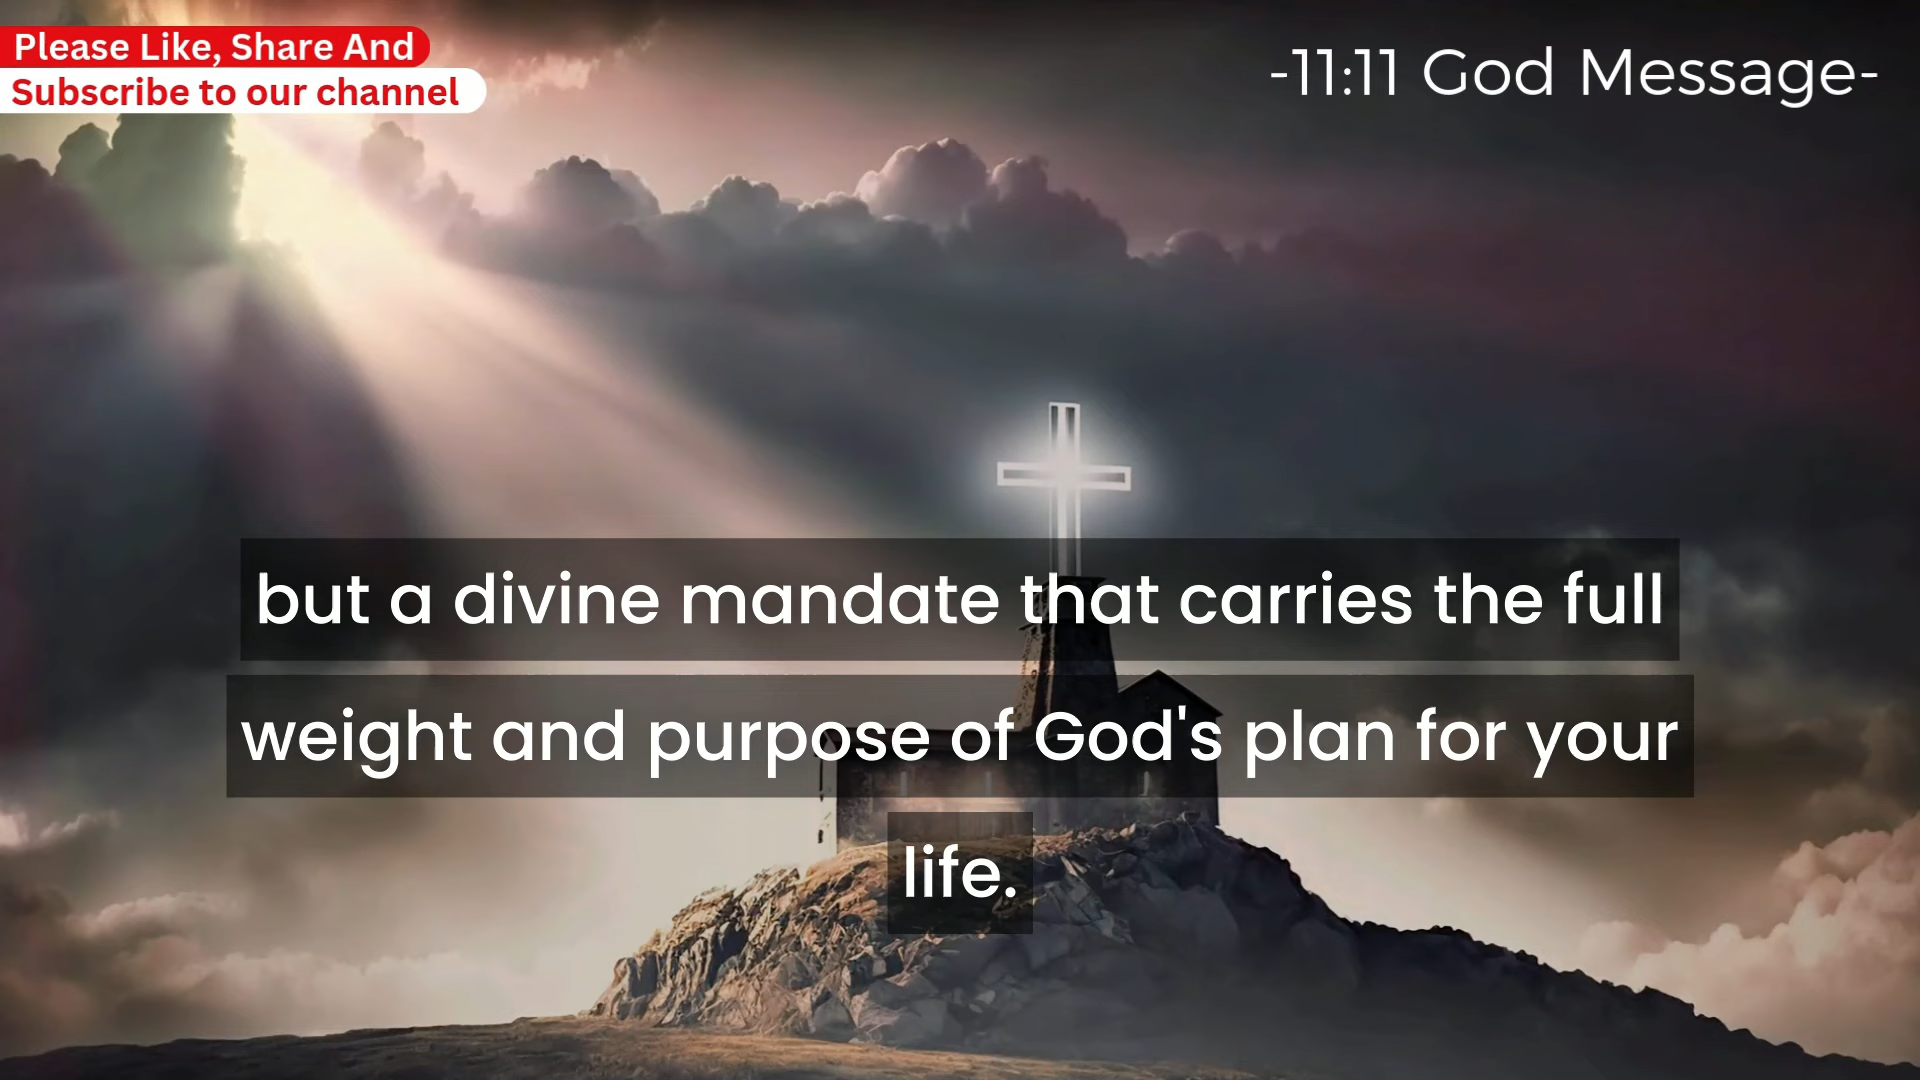 Please Like, Share And
Subscribe to our channel
-11:11 God Message-
but a divine mandate that carries the full
weight and purpose of God's plan for your
life.